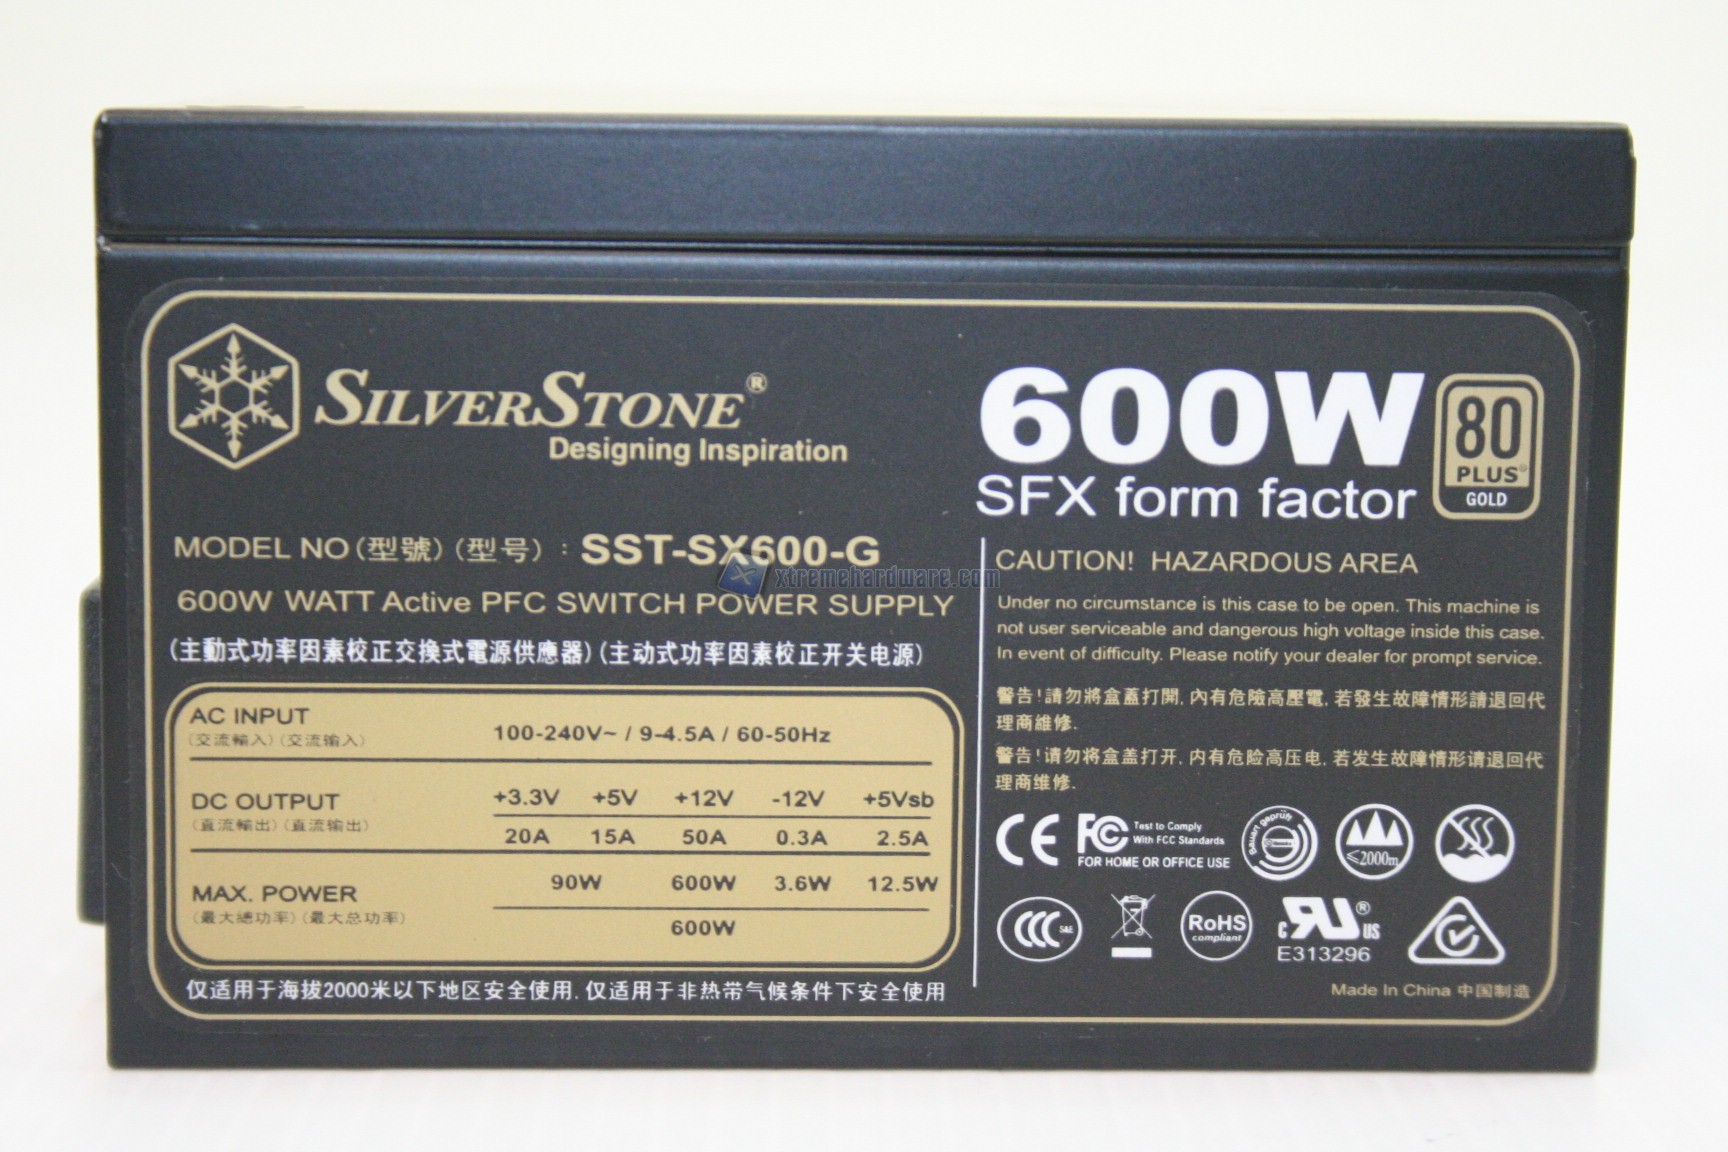 SILVERSTONE®
Designing Inspiration
600W
SFX form factor
80
PLUS®
GOLD
MODEL NO(型號)(型号):SST-SX600-G
xtremehardware.com
600W WATT Active PFC SWITCH POWER SUPPLY
(主動式功率因素校正交換式電源供應器)(主动式功率因素校正开关电源)
AC INPUT
(交流輸入)(交流输入)
100-240V~ / 9-4.5A / 60-50Hz
DC OUTPUT
(直流輸出)(直流输出)
+3.3V +5V +12V -12V +5Vsb
20A 15A 50A 0.3A 2.5A
MAX. POWER
(最大總功率)(最大总功率)
90W 600W 3.6W 12.5W
600W
仅适用于海拔2000米以下地区安全使用.仅适用于非热带气候条件下安全使用
CAUTION! HAZARDOUS AREA
Under no circumstance is this case to be open. This machine is
not user serviceable and dangerous high voltage inside this case.
In event of difficulty. Please notify your dealer for prompt service.
警告!請勿將盒蓋打開,內有危險高壓電,若發生故障情形請退回代
理商維修.
警告!请勿将盒盖打开,内有危险高压电,若发生故障情形请退回代
理商维修.
CE FC Test to Comply
With FCC Standards
FOR HOME OR OFFICE USE
Bauart geprüft
≤2000m
CCC S&E
RoHS
compliant
c RU® US
E313296
Made In China 中国制造